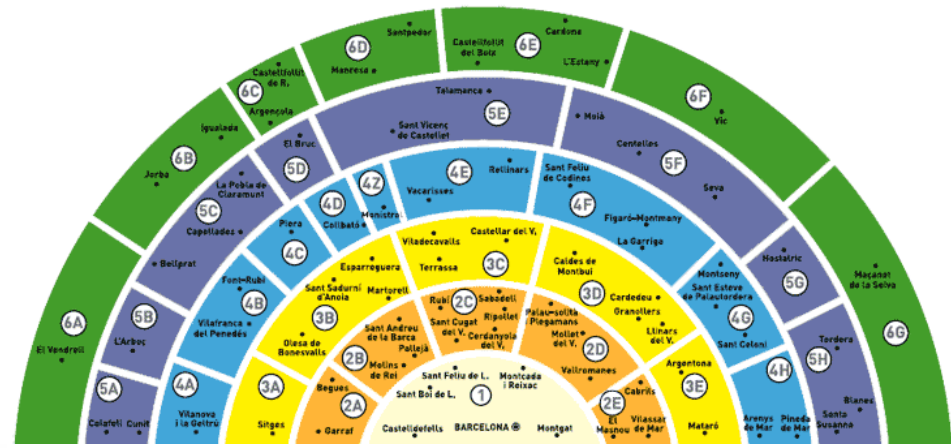 6D
Santpedor
Manresa
6E
Cardona
Castellfollit
del Boix
L'Estany
6C
Castellfollit
de R.
Argençola
6F
Vic
6B
Igualada
Jorba
6A
El Vendrell
6G
Maçanet
de la Selva
5E
Talamanca
Sant Vicenç
de Castellet
5D
El Bruc
5F
Moià
Centelles
Seva
5C
La Pobla de
Claramunt
Capellades
Bellprat
5G
Hostalric
5B
L'Arboç
5H
Tordera
Blanes
Santa
Susanna
5A
Calafell
Cunit
4E
Rellinars
Vacarisses
4Z
Monistrol
4D
Collbató
4F
Sant Feliu
de Codines
Figaró-Montmany
La Garriga
4C
Piera
4B
Font-Rubí
Vilafranca
del Penedès
4G
Montseny
Sant Esteve
de Palautordera
Sant Celoni
4A
Vilanova
i la Geltrú
4H
Arenys
de Mar
Pineda
de Mar
3C
Viladecavalls
Castellar del V.
Terrassa
3B
Esparreguera
Sant Sadurní
d'Anoia
Martorell
Olesa de
Bonesvalls
3D
Caldes de
Montbui
Cardedeu
Granollers
Llinars
del V.
3A
Sitges
3E
Argentona
Mataró
2C
Rubí
Sabadell
Sant Cugat
del V.
Ripollet
Cerdanyola
del V.
2B
Sant Andreu
de la Barca
Pallejà
Molins
de Rei
2D
Palau-solità
i Plegamans
Mollet
del V.
Vallromanes
2A
Begues
Garraf
2E
Cabrils
El
Masnou
Vilassar
de Mar
1
Sant Feliu de L.
Montcada
i Reixac
Sant Boi de L.
Castelldefels
BARCELONA
Montgat